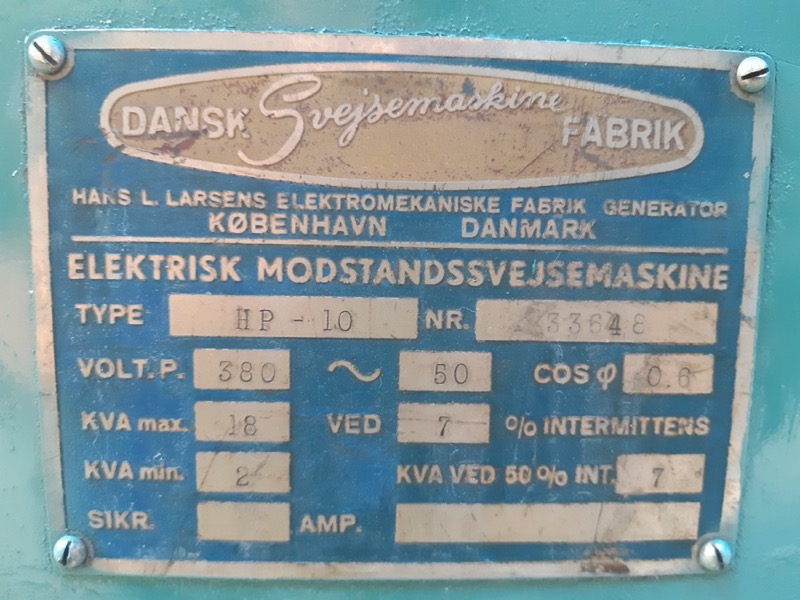 DANSK Svejsemaskine FABRIK
HANS L. LARSENS ELEKTROMEKANISKE FABRIK GENERATOR
KØBENHAVN DANMARK
ELEKTRISK MODSTANDSSVEJSEMASKINE
TYPE HP - 10 NR. 33648
VOLT. P. 380 ~ 50 COS φ 0.6
KVA max. 18 VED 7 % INTERMITTENS
KVA min. 2 KVA VED 50 % INT. 7
SIKR. AMP.